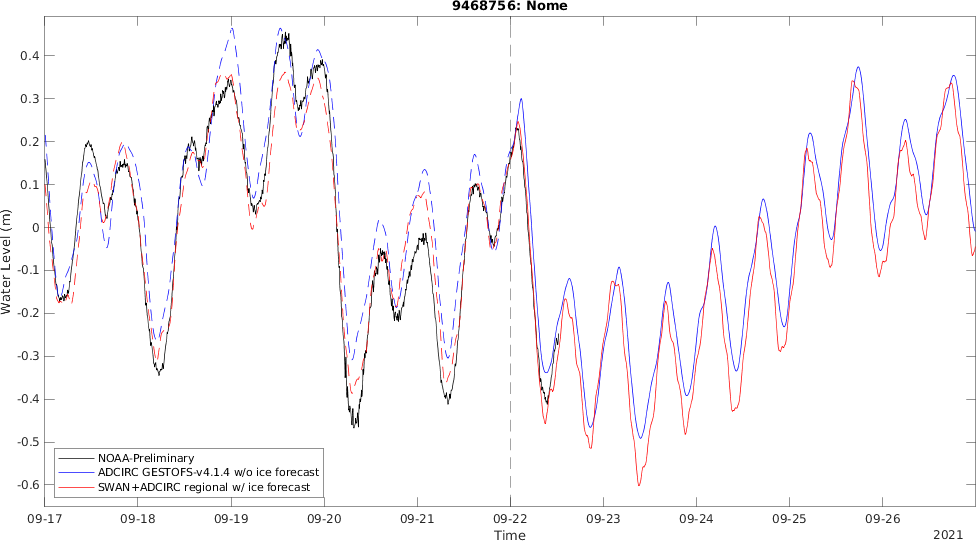 9468756: Nome
0.4
0.3
0.2
0.1
0
-0.1
-0.2
-0.3
-0.4
-0.5
-0.6
Water Level (m)
NOAA-Preliminary
ADCIRC GESTOFS-v4.1.4 w/o ice forecast
SWAN+ADCIRC regional w/ ice forecast
09-17 09-18 09-19 09-20 09-21 09-22 09-23 09-24 09-25 09-26
Time
2021